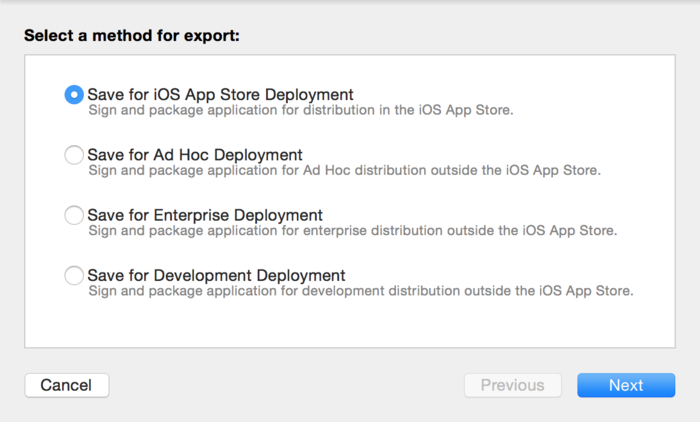 Select a method for export:
Save for iOS App Store Deployment
Sign and package application for distribution in the iOS App Store.
Save for Ad Hoc Deployment
Sign and package application for Ad Hoc distribution outside the iOS App Store.
Save for Enterprise Deployment
Sign and package application for enterprise distribution outside the iOS App Store.
Save for Development Deployment
Sign and package application for development distribution outside the iOS App Store.
Cancel Previous Next